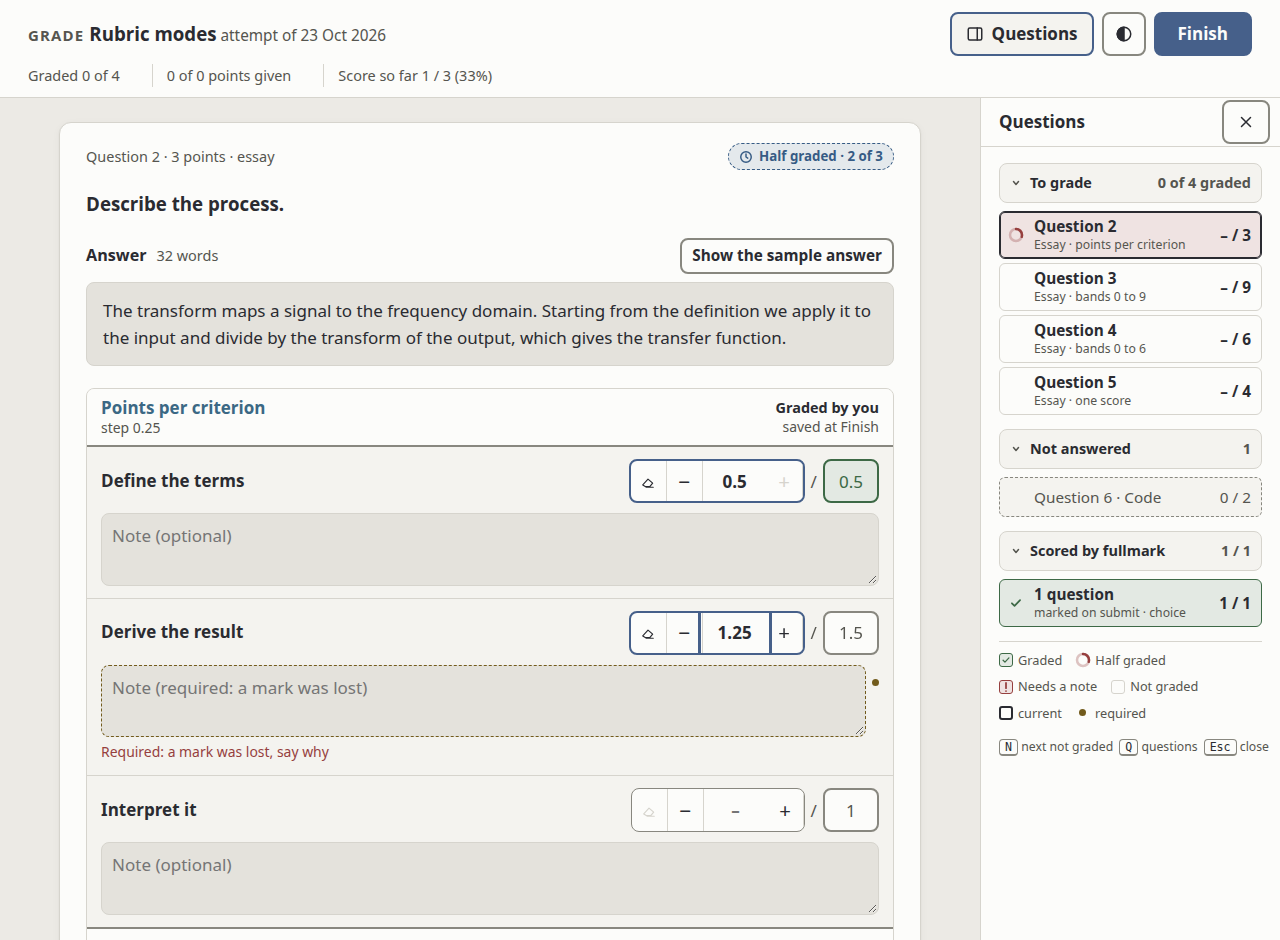 GRADE Rubric modes attempt of 23 Oct 2026
Questions
Finish
Graded 0 of 4
0 of 0 points given
Score so far 1 / 3 (33%)
Question 2 · 3 points · essay
Half graded · 2 of 3
Describe the process.
Answer 32 words
Show the sample answer
The transform maps a signal to the frequency domain. Starting from the definition we apply it to
the input and divide by the transform of the output, which gives the transfer function.
Points per criterion
step 0.25
Graded by you
saved at Finish
Define the terms
− 0.5 + / 0.5
Note (optional)
Derive the result
− 1.25 + / 1.5
Note (required: a mark was lost)
Required: a mark was lost, say why
Interpret it
− – + / 1
Note (optional)
Questions
To grade 0 of 4 graded
Question 2
Essay · points per criterion
– / 3
Question 3
Essay · bands 0 to 9
– / 9
Question 4
Essay · bands 0 to 6
– / 6
Question 5
Essay · one score
– / 4
Not answered 1
Question 6 · Code 0 / 2
Scored by fullmark 1 / 1
1 question
marked on submit · choice
1 / 1
Graded Half graded
! Needs a note Not graded
current required
N next not graded Q questions Esc close